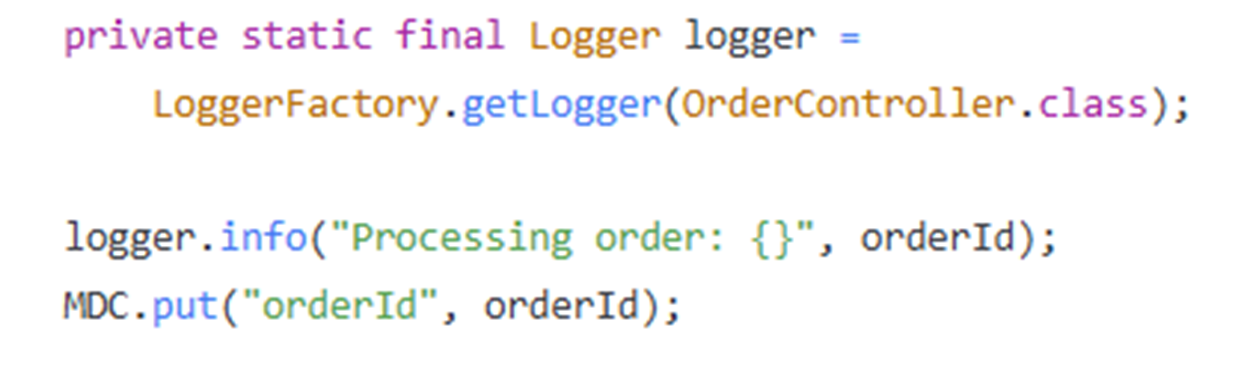 private static final Logger logger =
    LoggerFactory.getLogger(OrderController.class);
logger.info("Processing order: {}", orderId);
MDC.put("orderId", orderId);